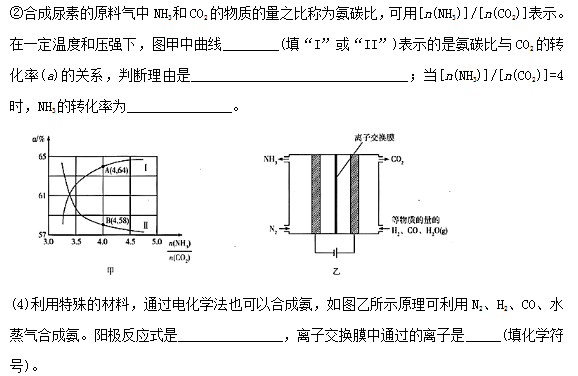 ②合成尿素的原料气中NH3和CO2的物质的量之比称为氨碳比，可用[n(NH3)]/[n(CO2)]表示。
在一定温度和压强下，图甲中曲线________(填“I”或“II”)表示的是氨碳比与CO2的转
化率(a)的关系，判断理由是______________________________；当[n(NH3)]/[n(CO2)]=4
时，NH3的转化率为______________。
a/%
65
61
57
3.0 3.5 4.0 4.5 5.0
A(4,64)
I
B(4,58)
II
n(NH3)
n(CO2)
甲
离子交换膜
NH3
CO2
N2
等物质的量的
H2、CO、H2O(g)
乙
(4)利用特殊的材料，通过电化学法也可以合成氨，如图乙所示原理可利用N2、H2、CO、水
蒸气合成氨。阳极反应式是______________，离子交换膜中通过的离子是_____(填化学符
号)。